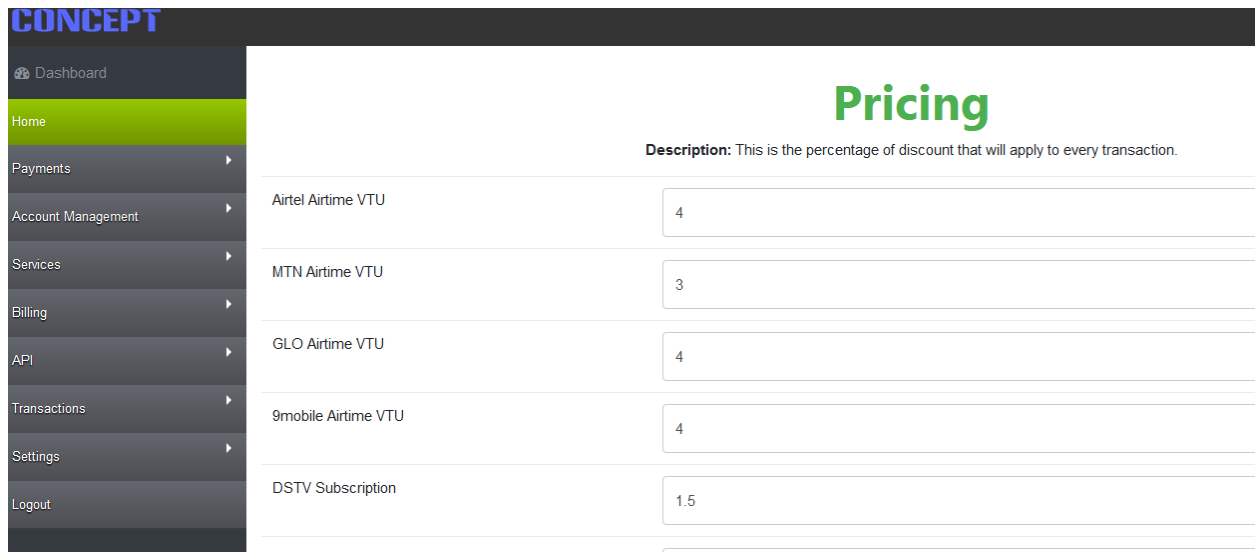 CONCEPT
Dashboard
Home
Payments
Account Management
Services
Billing
API
Transactions
Settings
Logout
Pricing
Description: This is the percentage of discount that will apply to every transaction.
Airtel Airtime VTU
4
MTN Airtime VTU
3
GLO Airtime VTU
4
9mobile Airtime VTU
4
DSTV Subscription
1.5